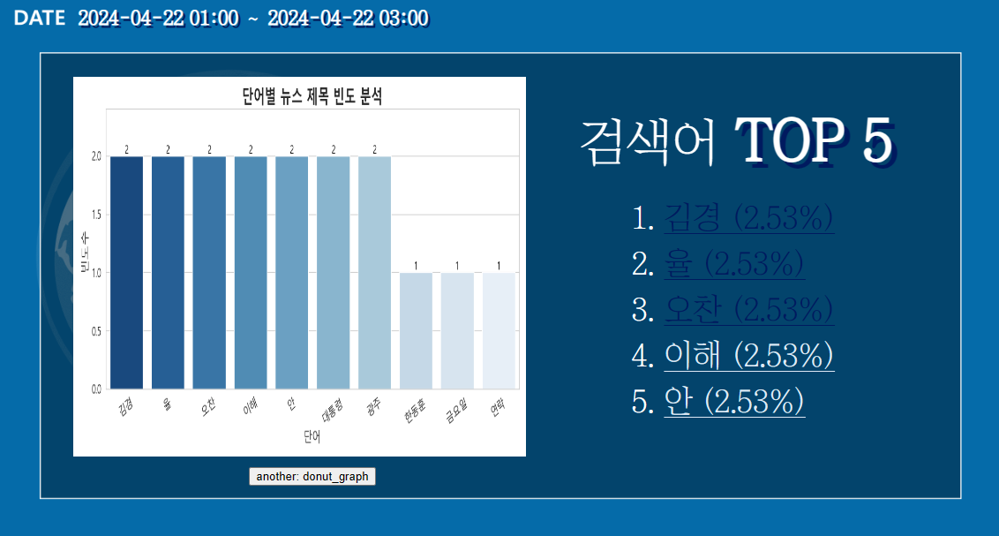 DATE 2024-04-22 01:00 ~ 2024-04-22 03:00
단어별 뉴스 제목 빈도 분석
2 2 2 2 2 2 2 1 1 1
2.0
1.5
1.0
0.5
0.0
빈도수
김경 율 오찬 이해 안 대통령 광주 한동훈 금요일 연락
단어
another: donut_graph
검색어 TOP 5
1. 김경 (2.53%)
2. 율 (2.53%)
3. 오찬 (2.53%)
4. 이해 (2.53%)
5. 안 (2.53%)